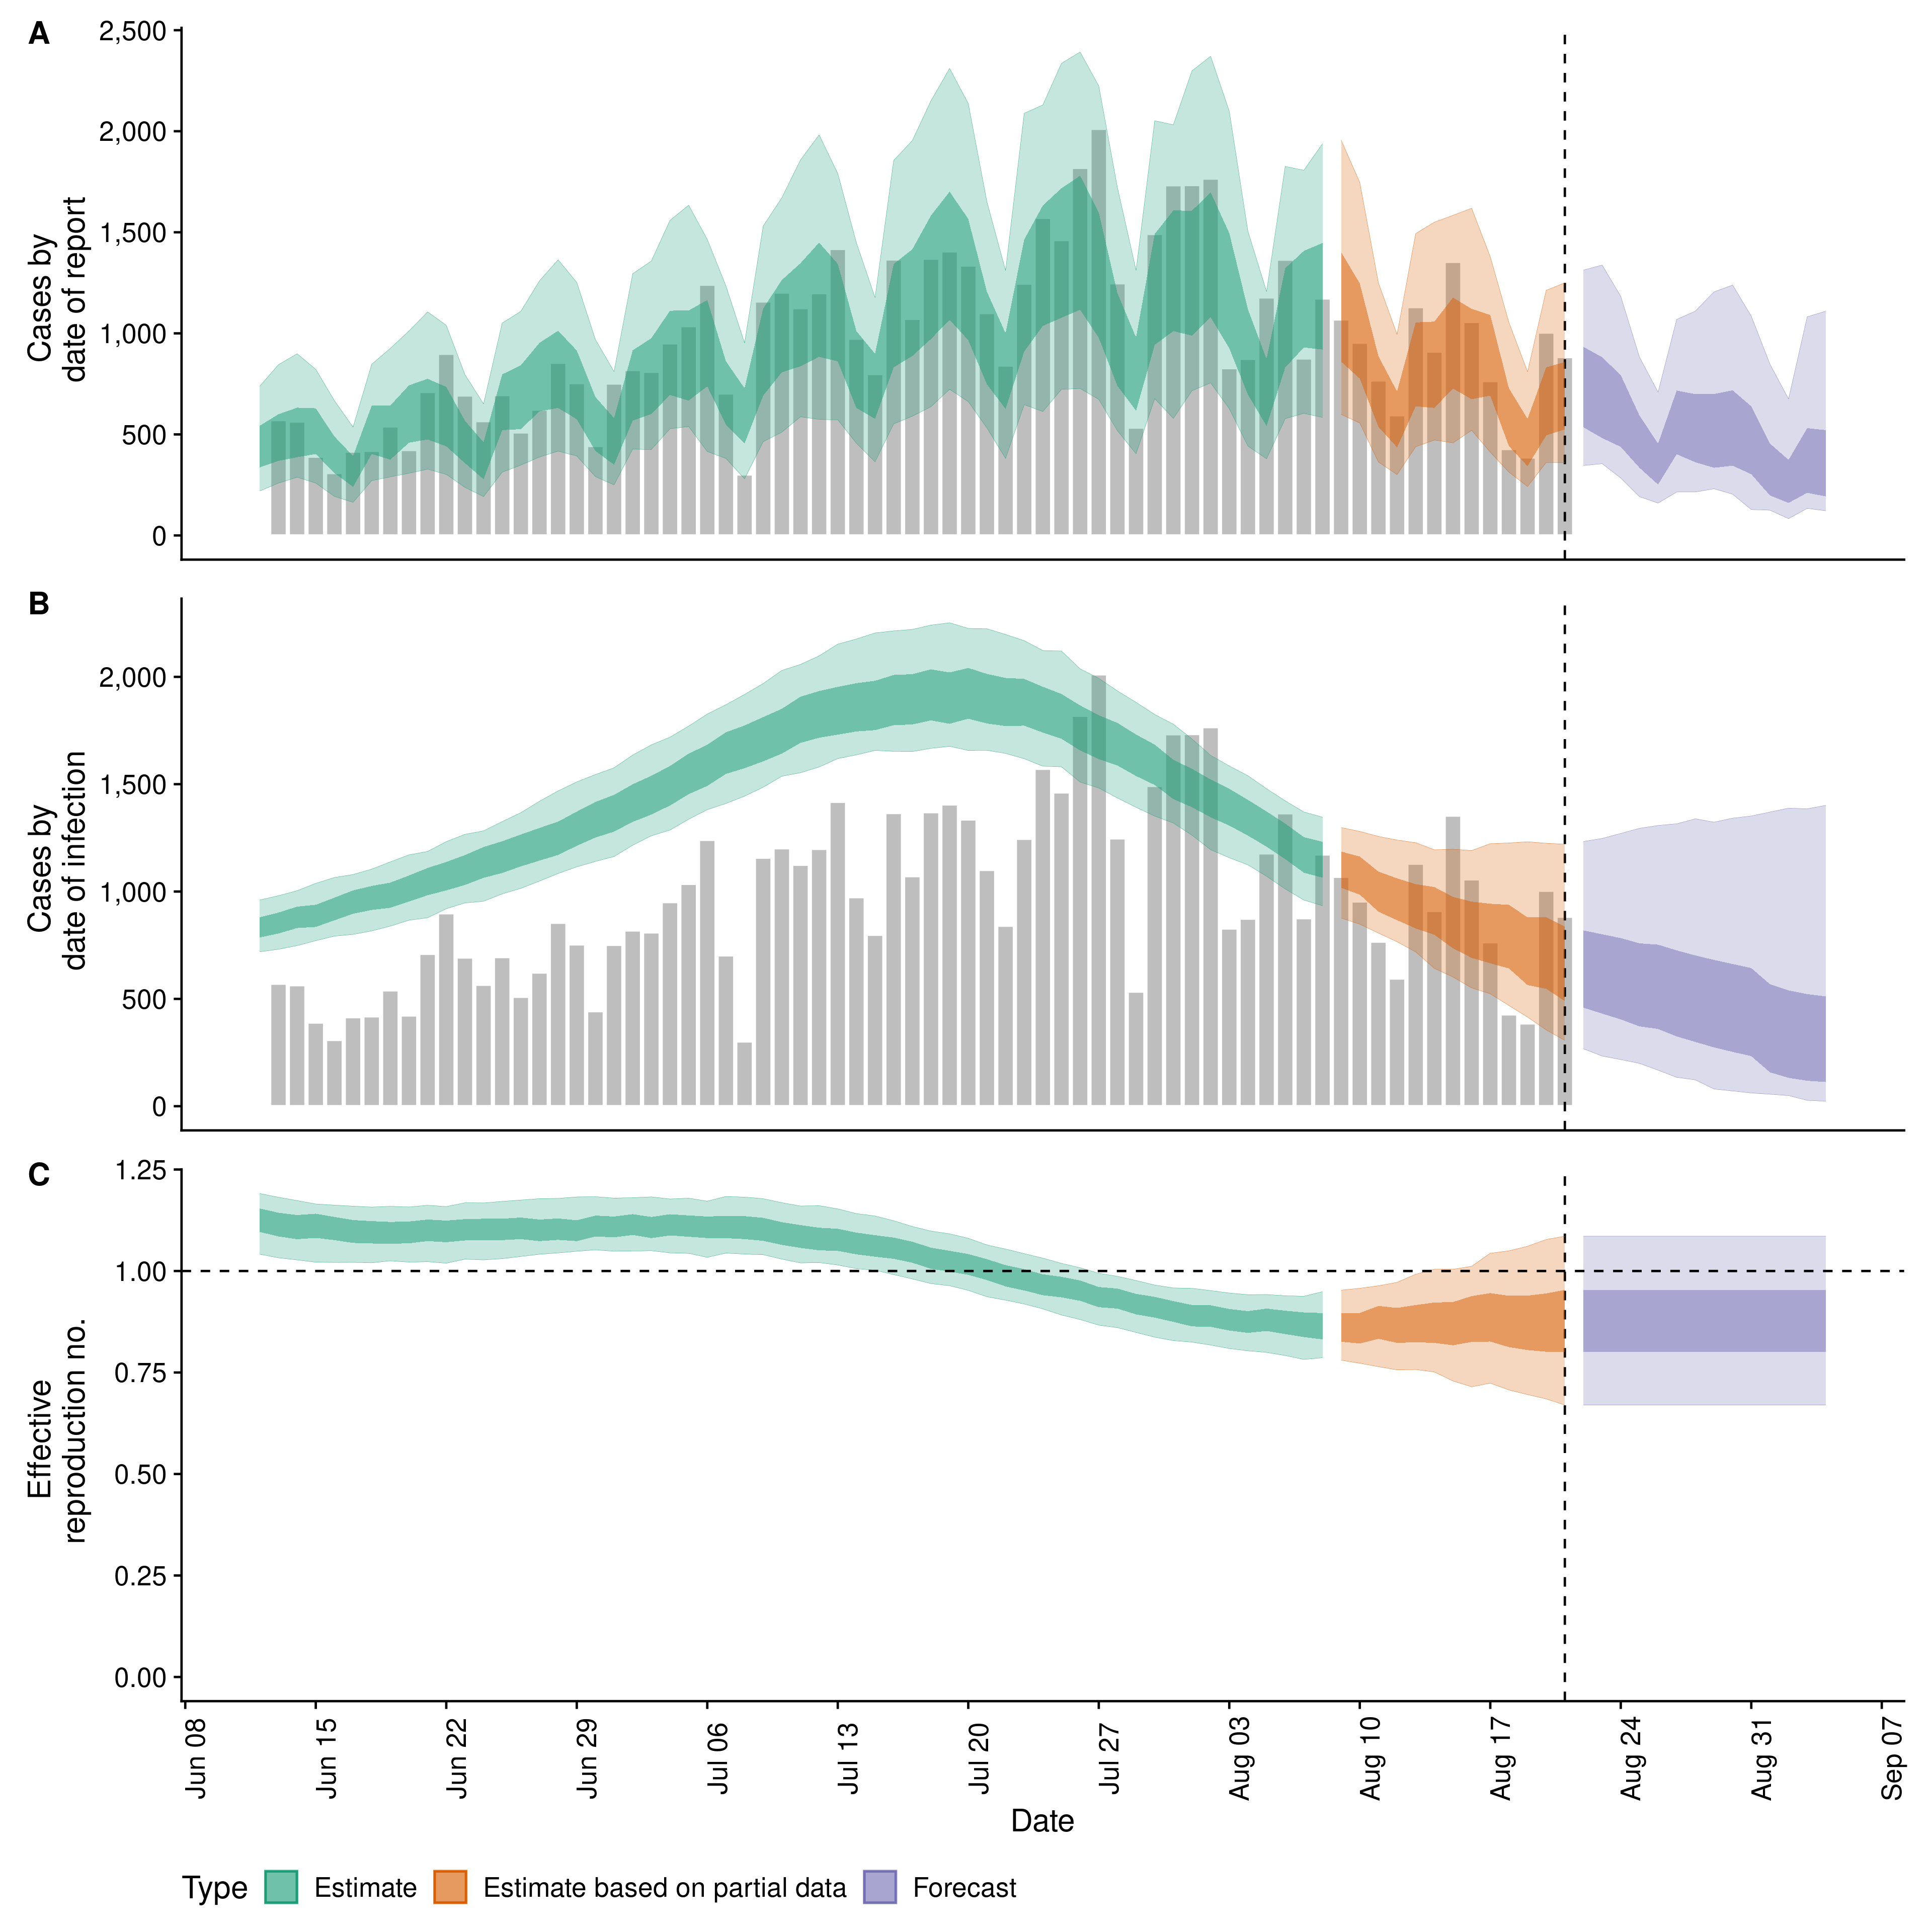 A
Cases by
date of report
2,500
2,000
1,500
1,000
500
0
B
Cases by
date of infection
2,000
1,500
1,000
500
0
C
Effective
reproduction no.
1.25
1.00
0.75
0.50
0.25
0.00
Jun 08
Jun 15
Jun 22
Jun 29
Jul 06
Jul 13
Jul 20
Jul 27
Aug 03
Aug 10
Aug 17
Aug 24
Aug 31
Sep 07
Date
Type Estimate Estimate based on partial data Forecast